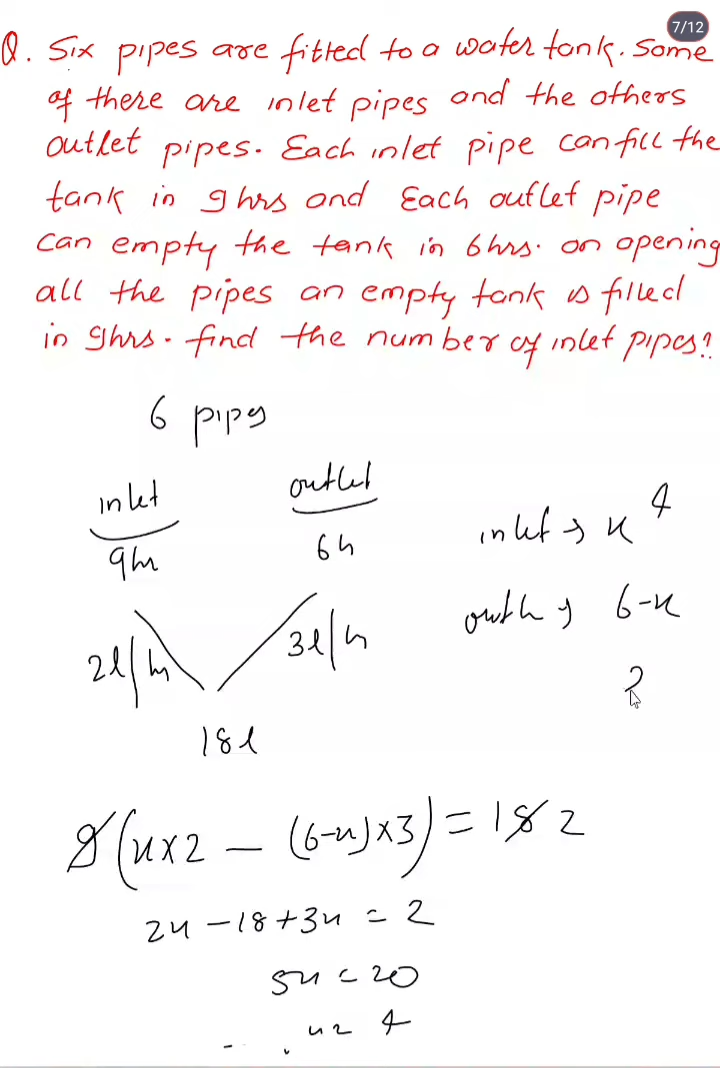 7/12
Q. Six pipes are fitted to a water tank. Some
of there are inlet pipes and the others
outlet pipes. Each inlet pipe can fill the
tank in 9 hrs and Each outlet pipe
can empty the tank in 6 hrs. on opening
all the pipes an empty tank is filled
in 9hrs. find the number of inlet pipes?
6 pipes
inlet outlet
9hr 6h
inlet → x 4
outlet → 6-x
2l/hr 3l/h
2
18l
9(x×2 - (6-x)×3) = 18 2
2x - 18 + 3x = 2
5x = 20
x = 4